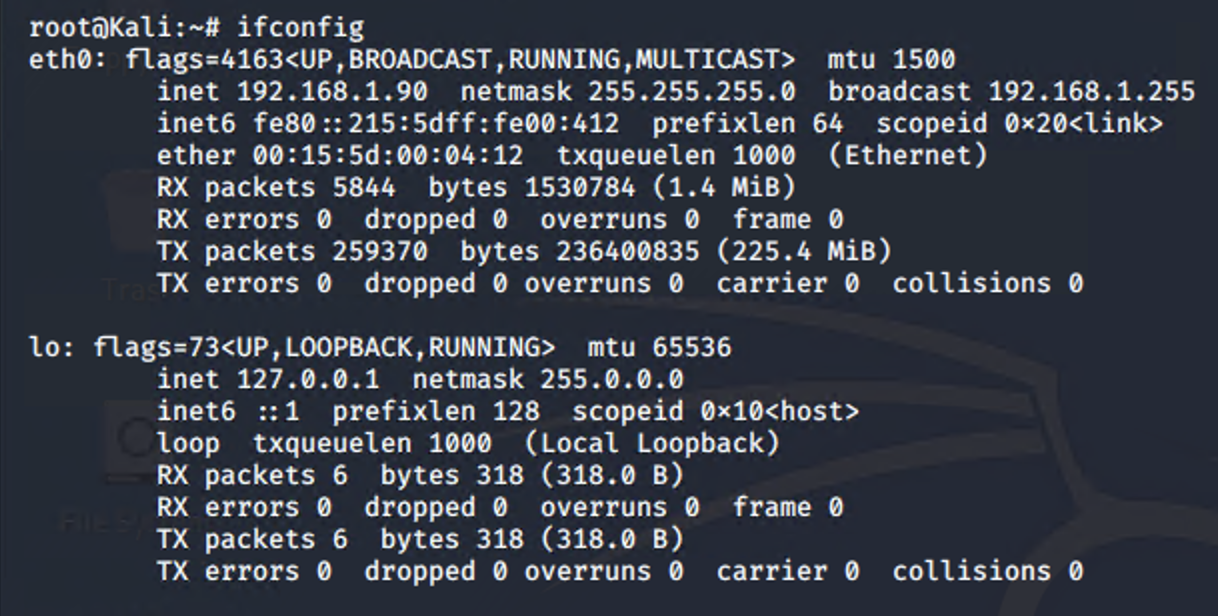 root@Kali:~# ifconfig
eth0: flags=4163<UP,BROADCAST,RUNNING,MULTICAST>  mtu 1500
        inet 192.168.1.90  netmask 255.255.255.0  broadcast 192.168.1.255
        inet6 fe80::215:5dff:fe00:412  prefixlen 64  scopeid 0x20<link>
        ether 00:15:5d:00:04:12  txqueuelen 1000  (Ethernet)
        RX packets 5844  bytes 1530784 (1.4 MiB)
        RX errors 0  dropped 0  overruns 0  frame 0
        TX packets 259370  bytes 236400835 (225.4 MiB)
        TX errors 0  dropped 0 overruns 0  carrier 0  collisions 0

lo: flags=73<UP,LOOPBACK,RUNNING>  mtu 65536
        inet 127.0.0.1  netmask 255.0.0.0
        inet6 ::1  prefixlen 128  scopeid 0x10<host>
        loop  txqueuelen 1000  (Local Loopback)
        RX packets 6  bytes 318 (318.0 B)
        RX errors 0  dropped 0  overruns 0  frame 0
        TX packets 6  bytes 318 (318.0 B)
        TX errors 0  dropped 0 overruns 0  carrier 0  collisions 0